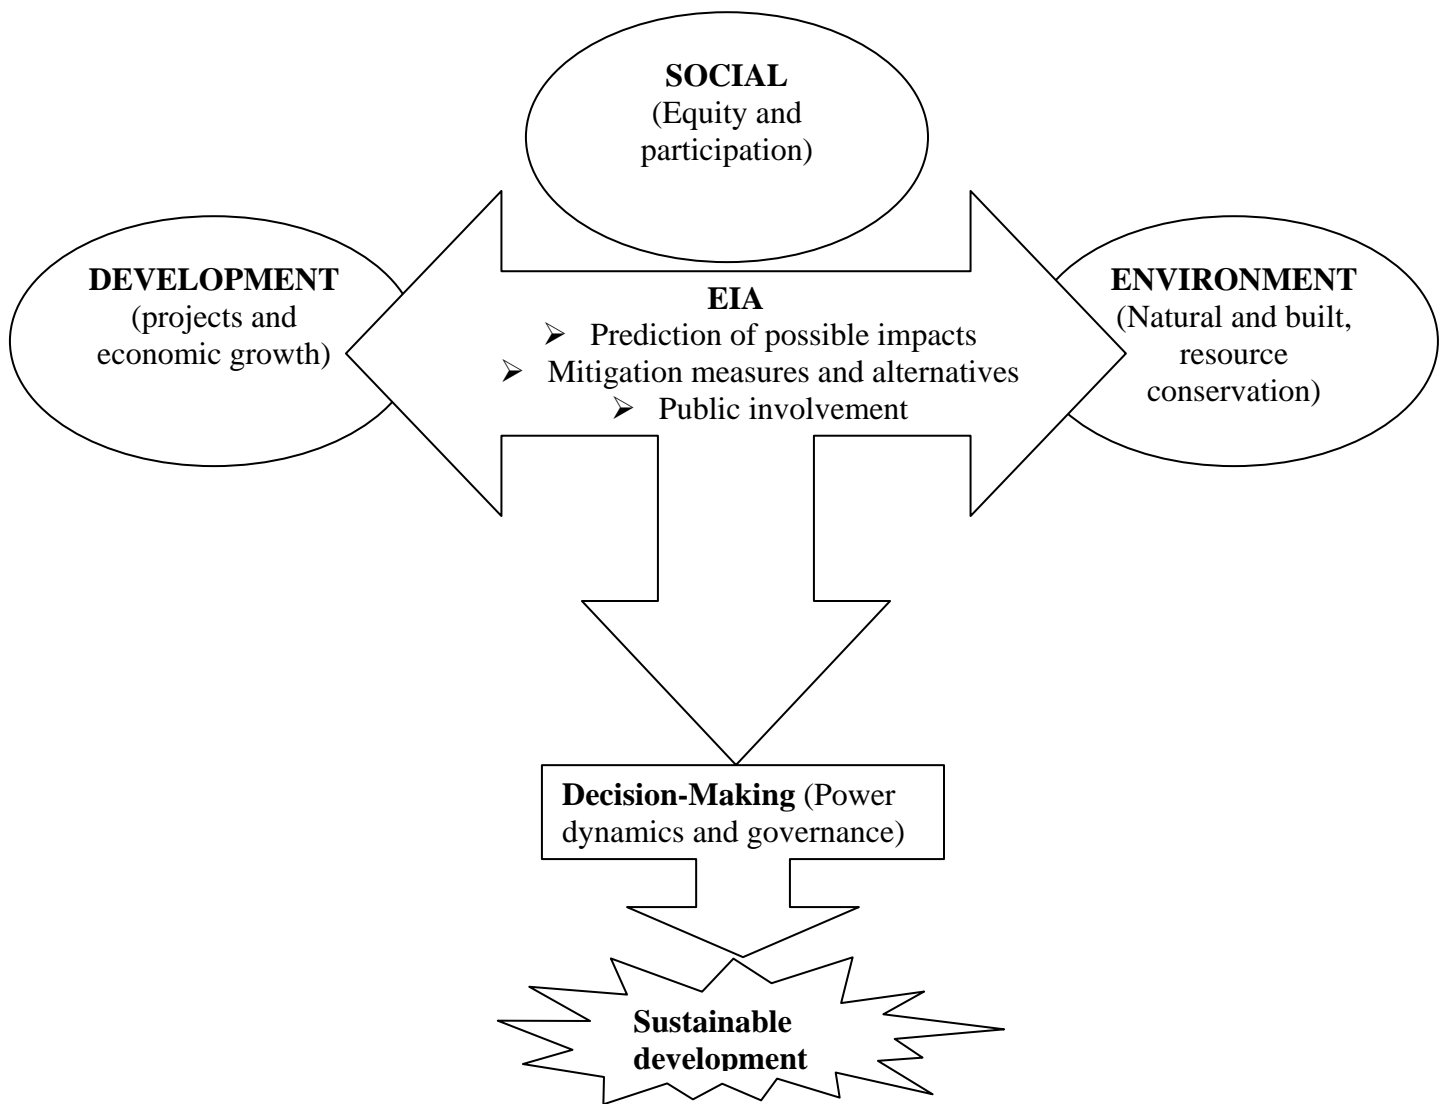 SOCIAL
(Equity and
participation)
DEVELOPMENT
(projects and
economic growth)
EIA
➢ Prediction of possible impacts
➢ Mitigation measures and alternatives
➢ Public involvement
ENVIRONMENT
(Natural and built,
resource
conservation)
Decision-Making (Power
dynamics and governance)
Sustainable
development